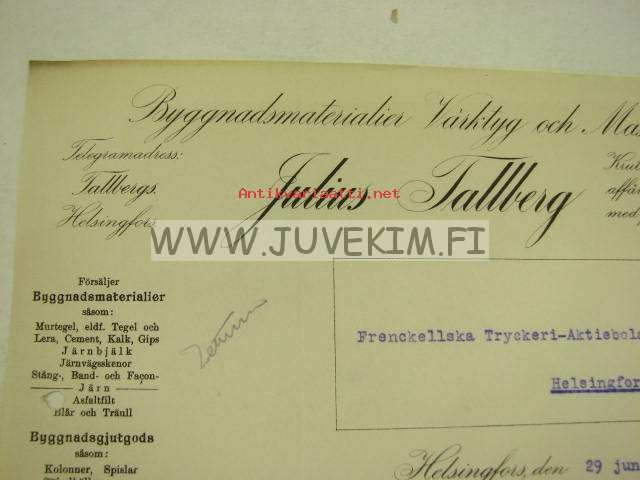 Byggnadsmaterialier Värktyg och Ma
Telegramadress:
Tallbergs.
Helsingfors.
Julius Tallberg
affär
med
Antikvariaatti.net
WWW.JUVEKIM.FI
Försäljer
Byggnadsmaterialier
såsom:
Murtegel, eldf. Tegel och
Lera, Cement, Kalk, Gips
Järnbjälk
Järnvägsskenor
Stång-, Band- och Façon-
Järn
Asfaltfilt
Blår och Träull
Byggnadsgjutgods
såsom:
Kolonner, Spislar
Frenckellska Tryckeri-Aktiebola
Helsingfor
Helsingfors, den 29 jun